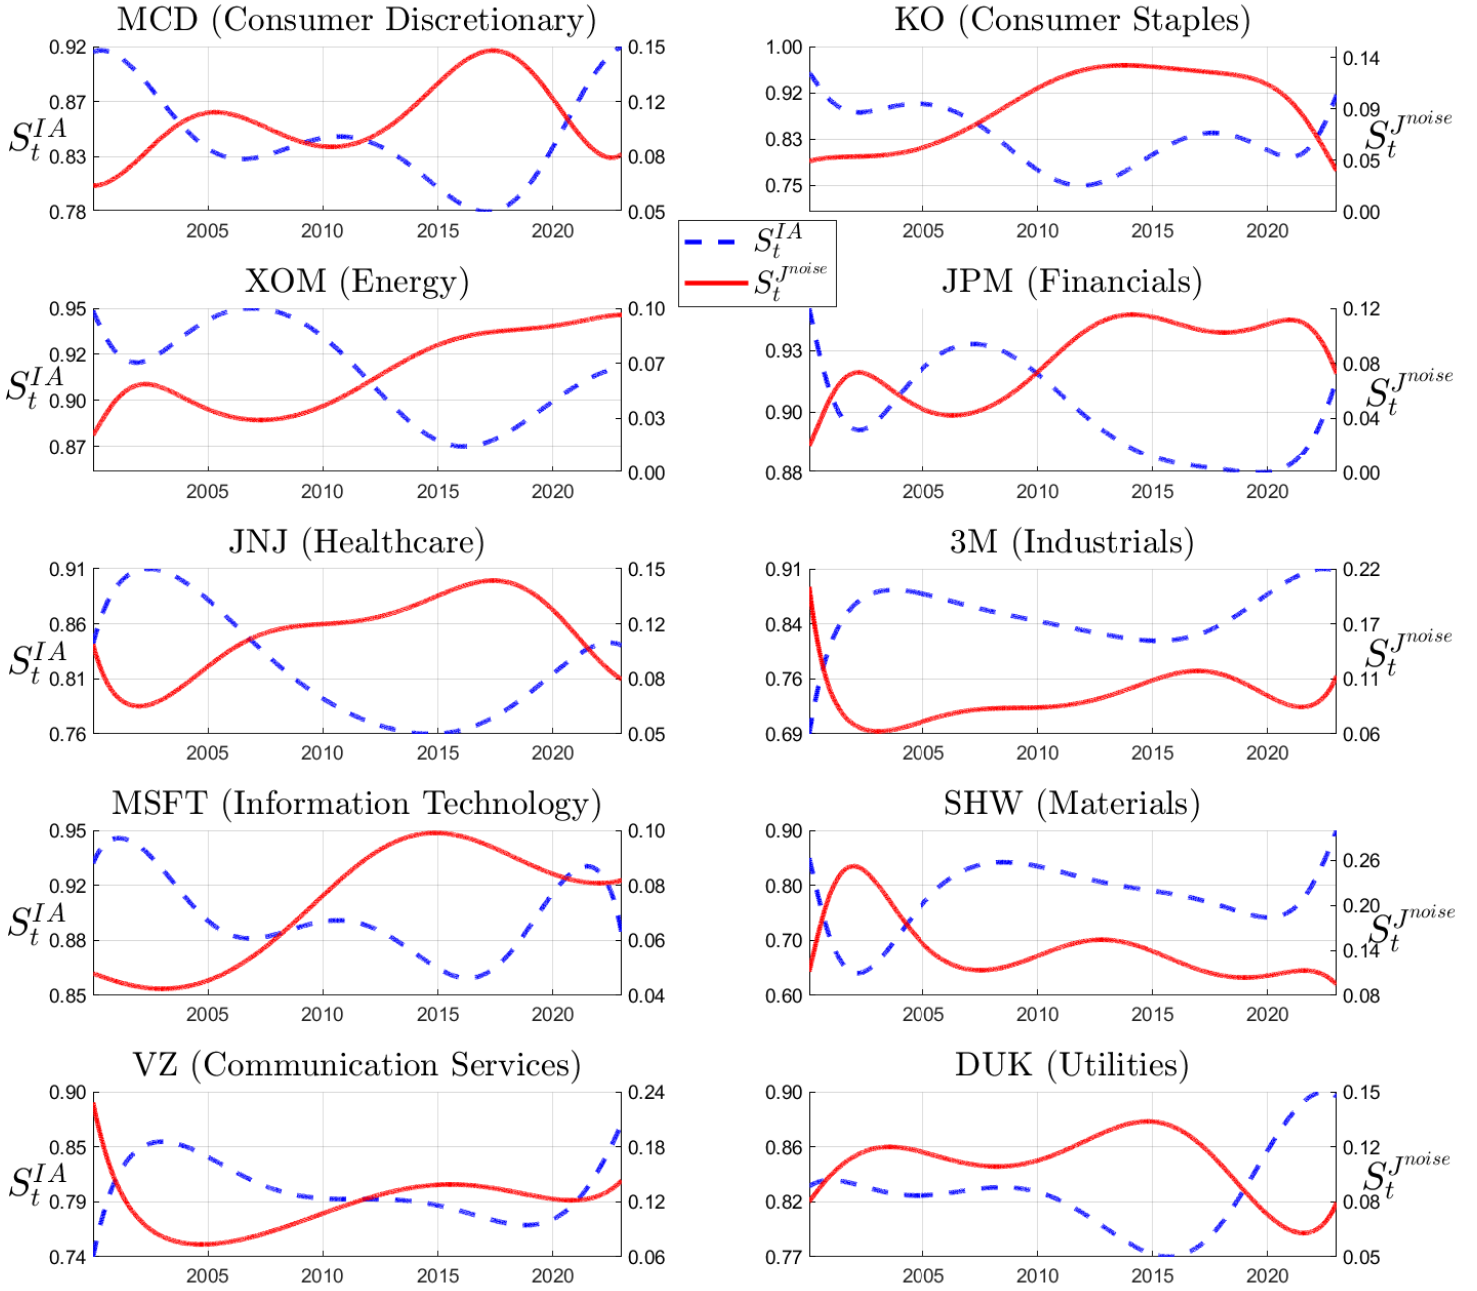 MCD (Consumer Discretionary)
0.92
0.87
0.83
0.78
0.15
0.12
0.08
0.05
2005 2010 2015 2020
S_t^{IA}
KO (Consumer Staples)
1.00
0.92
0.83
0.75
0.14
0.09
0.05
0.00
2005 2010 2015 2020
S_t^{J^{noise}}
S_t^{IA}
S_t^{J^{noise}}
XOM (Energy)
0.95
0.92
0.90
0.87
0.10
0.07
0.03
0.00
2005 2010 2015 2020
S_t^{IA}
JPM (Financials)
0.93
0.90
0.88
0.12
0.08
0.04
0.00
2005 2010 2015 2020
S_t^{J^{noise}}
JNJ (Healthcare)
0.91
0.86
0.81
0.76
0.15
0.12
0.08
0.05
2005 2010 2015 2020
S_t^{IA}
3M (Industrials)
0.91
0.84
0.76
0.69
0.22
0.17
0.11
0.06
2005 2010 2015 2020
S_t^{J^{noise}}
MSFT (Information Technology)
0.95
0.92
0.88
0.85
0.10
0.08
0.06
0.04
2005 2010 2015 2020
S_t^{IA}
SHW (Materials)
0.90
0.80
0.70
0.60
0.26
0.20
0.14
0.08
2005 2010 2015 2020
S_t^{J^{noise}}
VZ (Communication Services)
0.90
0.85
0.79
0.74
0.24
0.18
0.12
0.06
2005 2010 2015 2020
S_t^{IA}
DUK (Utilities)
0.90
0.86
0.82
0.77
0.15
0.12
0.08
0.05
2005 2010 2015 2020
S_t^{J^{noise}}